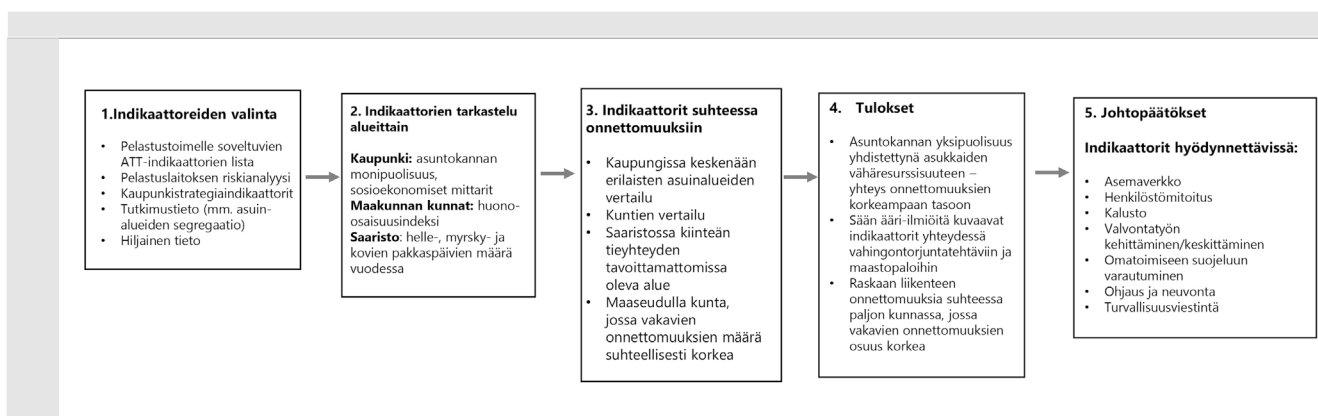 1.Indikaattoreiden valinta
• Pelastustoimelle soveltuvien
ATT-indikaattorien lista
• Pelastuslaitoksen riskianalyysi
• Kaupunkistrategiaindikaattorit
• Tutkimustieto (mm. asuin-
alueiden segregaatio)
• Hiljainen tieto
2. Indikaattorien tarkastelu
alueittain
Kaupunki: asuntokannan
monipuolisuus,
sosioekonomiset mittarit
Maakunnan kunnat: huono-
osaisuusindeksi
Saaristo: helle-, myrsky- ja
kovien pakkaspäivien määrä
vuodessa
3. Indikaattorit suhteessa
onnettomuuksiin
• Kaupungissa keskenään
erilaisten asuinalueiden
vertailu
• Kuntien vertailu
• Saaristossa kiinteän
tieyhteyden
tavoittamattomissa
oleva alue
• Maaseudulla kunta,
jossa vakavien
onnettomuuksien määrä
suhteellisesti korkea
4. Tulokset
• Asuntokannan yksipuolisuus
yhdistettynä asukkaiden
vähäresurssisuuteen –
yhteys onnettomuuksien
korkeampaan tasoon
• Sään ääri-ilmiöitä kuvaavat
indikaattorit yhteydessä
vahingontorjuntatehtäviin ja
maastopaloihin
• Raskaan liikenteen
onnettomuuksia suhteessa
paljon kunnassa, jossa
vakavien onnettomuuksien
osuus korkea
5. Johtopäätökset
Indikaattorit hyödynnettävissä:
• Asemaverkko
• Henkilöstömitoitus
• Kalusto
• Valvontatyön
kehittäminen/keskittäminen
• Omatoimiseen suojeluun
varautuminen
• Ohjaus ja neuvonta
• Turvallisuusviestintä